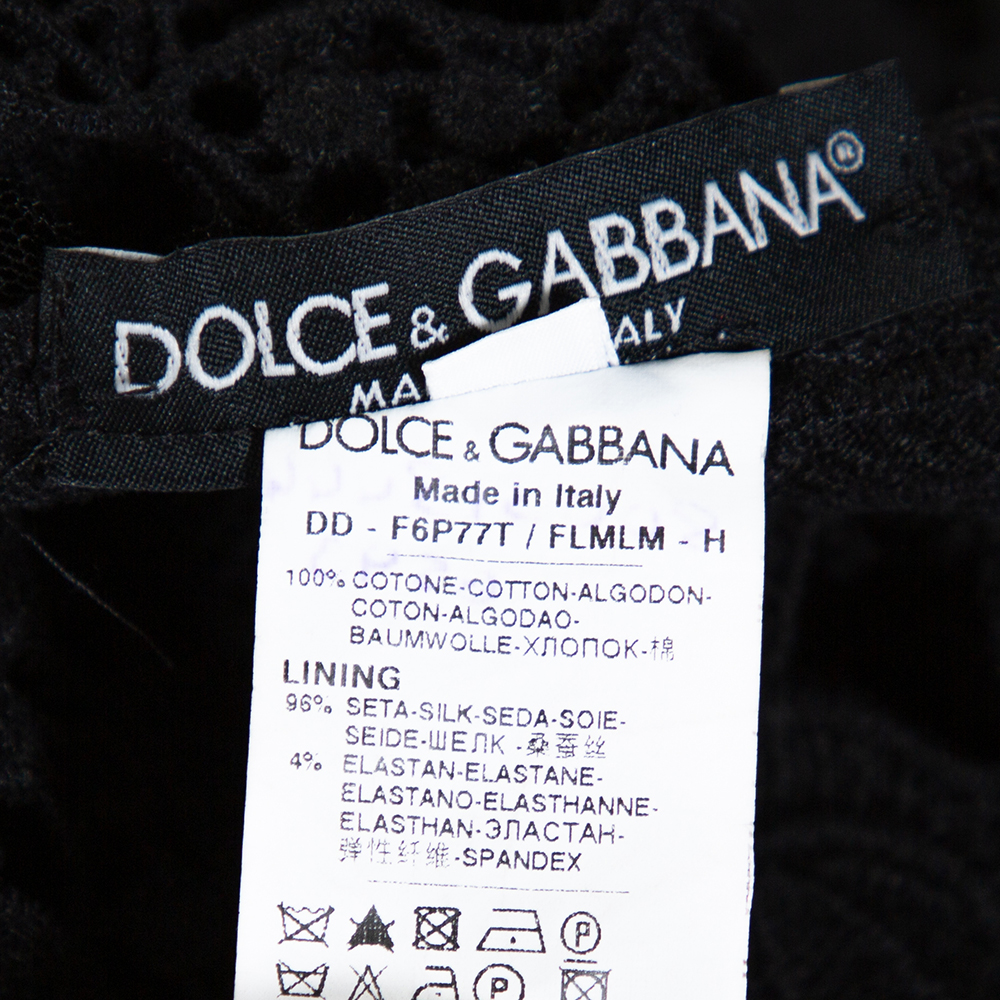 DOLCE & GABBANA®
MA ALY
DOLCE & GABBANA
Made in Italy
DD - F6P77T / FLMLM - H
100% COTONE-COTTON-ALGODON-
COTON-ALGODAO-
BAUMWOLLE-ХЛОПОК-棉
LINING
96% SETA-SILK-SEDA-SOIE-
SEIDE-ШЕЛК -桑蚕丝
4% ELASTAN-ELASTANE-
ELASTANO-ELASTHANNE-
ELASTHAN-ЭЛАСТАН-
弹性纤维-SPANDEX
P
P